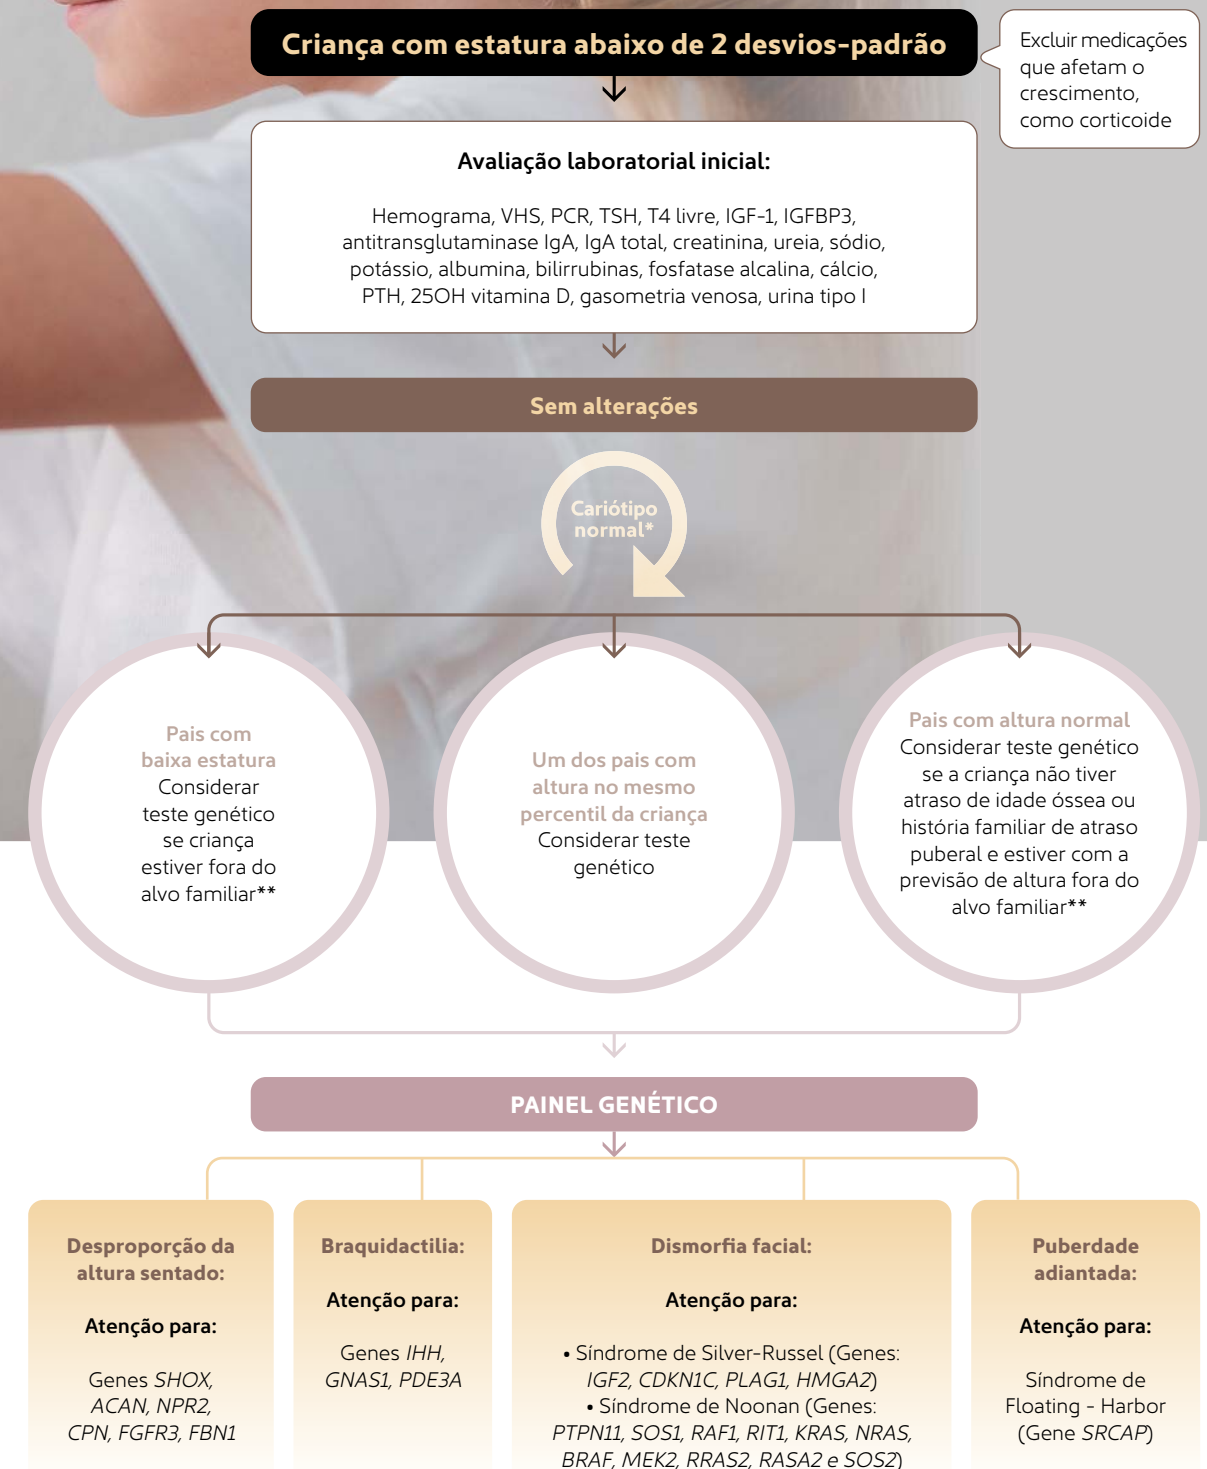 Criança com estatura abaixo de 2 desvios-padrão
Excluir medicações
que afetam o
crescimento,
como corticoide
Avaliação laboratorial inicial:
Hemograma, VHS, PCR, TSH, T4 livre, IGF-1, IGFBP3,
antitransglutaminase IgA, IgA total, creatinina, ureia, sódio,
potássio, albumina, bilirrubinas, fosfatase alcalina, cálcio,
PTH, 25OH vitamina D, gasometria venosa, urina tipo I
Sem alterações
Cariótipo
normal*
Pais com
baixa estatura
Considerar
teste genético
se criança
estiver fora do
alvo familiar**
Um dos pais com
altura no mesmo
percentil da criança
Considerar teste
genético
Pais com altura normal
Considerar teste genético
se a criança não tiver
atraso de idade óssea ou
história familiar de atraso
puberal e estiver com a
previsão de altura fora do
alvo familiar**
PAINEL GENÉTICO
Desproporção da
altura sentado:
Atenção para:
Genes SHOX,
ACAN, NPR2,
CPN, FGFR3, FBN1
Braquidactilia:
Atenção para:
Genes IHH,
GNAS1, PDE3A
Dismorfia facial:
Atenção para:
• Síndrome de Silver-Russel (Genes:
IGF2, CDKN1C, PLAG1, HMGA2)
• Síndrome de Noonan (Genes:
PTPN11, SOS1, RAF1, RIT1, KRAS, NRAS,
BRAF, MEK2, RRAS2, RASA2 e SOS2)
Puberdade
adiantada:
Atenção para:
Síndrome de
Floating - Harbor
(Gene SRCAP)